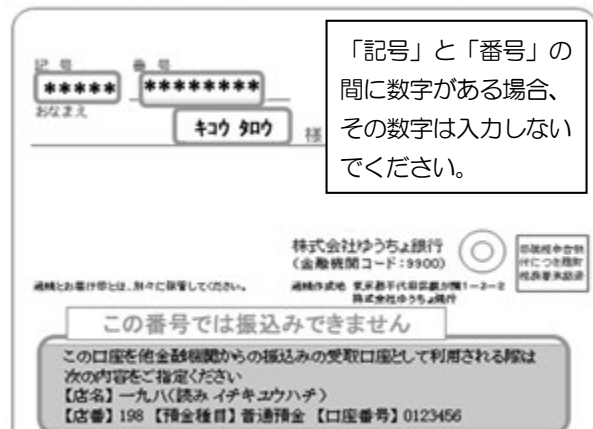 「記号」と「番号」の
間に数字がある場合、
その数字は入力しない
でください。
記 号
番 号
*****
********
おなまえ
キコウ タロウ
様
株式会社ゆうちょ銀行
(金融機関コード:9900)
通帳とお届け印とは、別々に保管してください。
株式会社ゆうちょ銀行
この番号では振込みできません
この口座を他金融機関からの振込みの受取口座として利用される際は
次の内容をご指定ください
【店名】一九八(読み イチキユウハチ)
【店番】198 【預金種目】普通預金 【口座番号】0123456